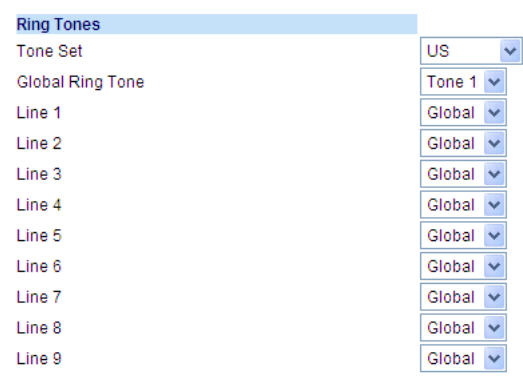 Ring Tones
Tone Set US
Global Ring Tone Tone 1
Line 1 Global
Line 2 Global
Line 3 Global
Line 4 Global
Line 5 Global
Line 6 Global
Line 7 Global
Line 8 Global
Line 9 Global